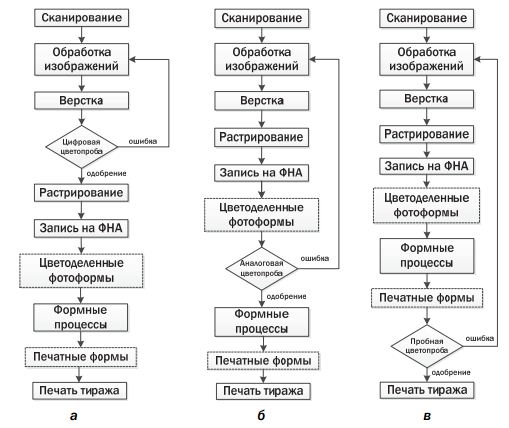 Сканирование
Обработка
изображений
Верстка
Цифровая
цветопроба
ошибка
одобрение
Растрирование
Запись на ФНА
Цветоделенные
фотоформы
Формные
процессы
Печатные формы
Печать тиража
а
Сканирование
Обработка
изображений
Верстка
Растрирование
Запись на ФНА
Цветоделенные
фотоформы
Аналоговая
цветопроба
ошибка
одобрение
Формные
процессы
Печатные формы
Печать тиража
б
Сканирование
Обработка
изображений
Верстка
Растрирование
Запись на ФНА
Цветоделенные
фотоформы
Формные
процессы
Печатные формы
Пробная
цветопроба
ошибка
одобрение
Печать тиража
в